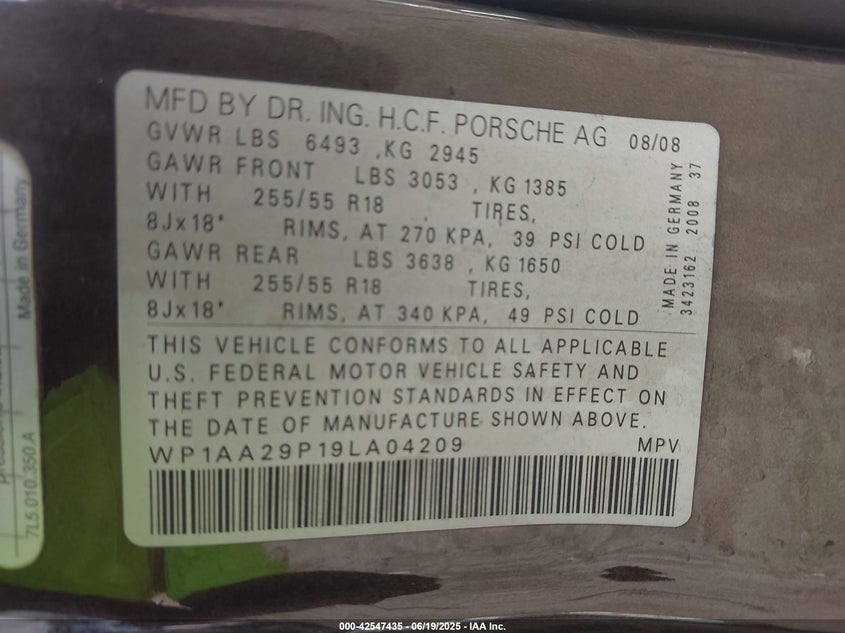 MFD BY DR. ING. H.C.F. PORSCHE AG 08/08
GVWR LBS 6493 ,KG 2945
GAWR FRONT LBS 3053 , KG 1385
WITH 255/55 R18 TIRES,
8Jx18" RIMS, AT 270 KPA, 39 PSI COLD
GAWR REAR LBS 3638 , KG 1650
WITH 255/55 R18 TIRES,
8Jx18" RIMS, AT 340 KPA, 49 PSI COLD
THIS VEHICLE CONFORMS TO ALL APPLICABLE
U.S. FEDERAL MOTOR VEHICLE SAFETY AND
THEFT PREVENTION STANDARDS IN EFFECT ON
THE DATE OF MANUFACTURE SHOWN ABOVE.
WP1AA29P19LA04209 MPV
MADE IN GERMANY
3423162 2008 37
Made in Germany
7L5.010.350.A
000-42547435 - 06/19/2025 - IAA Inc.